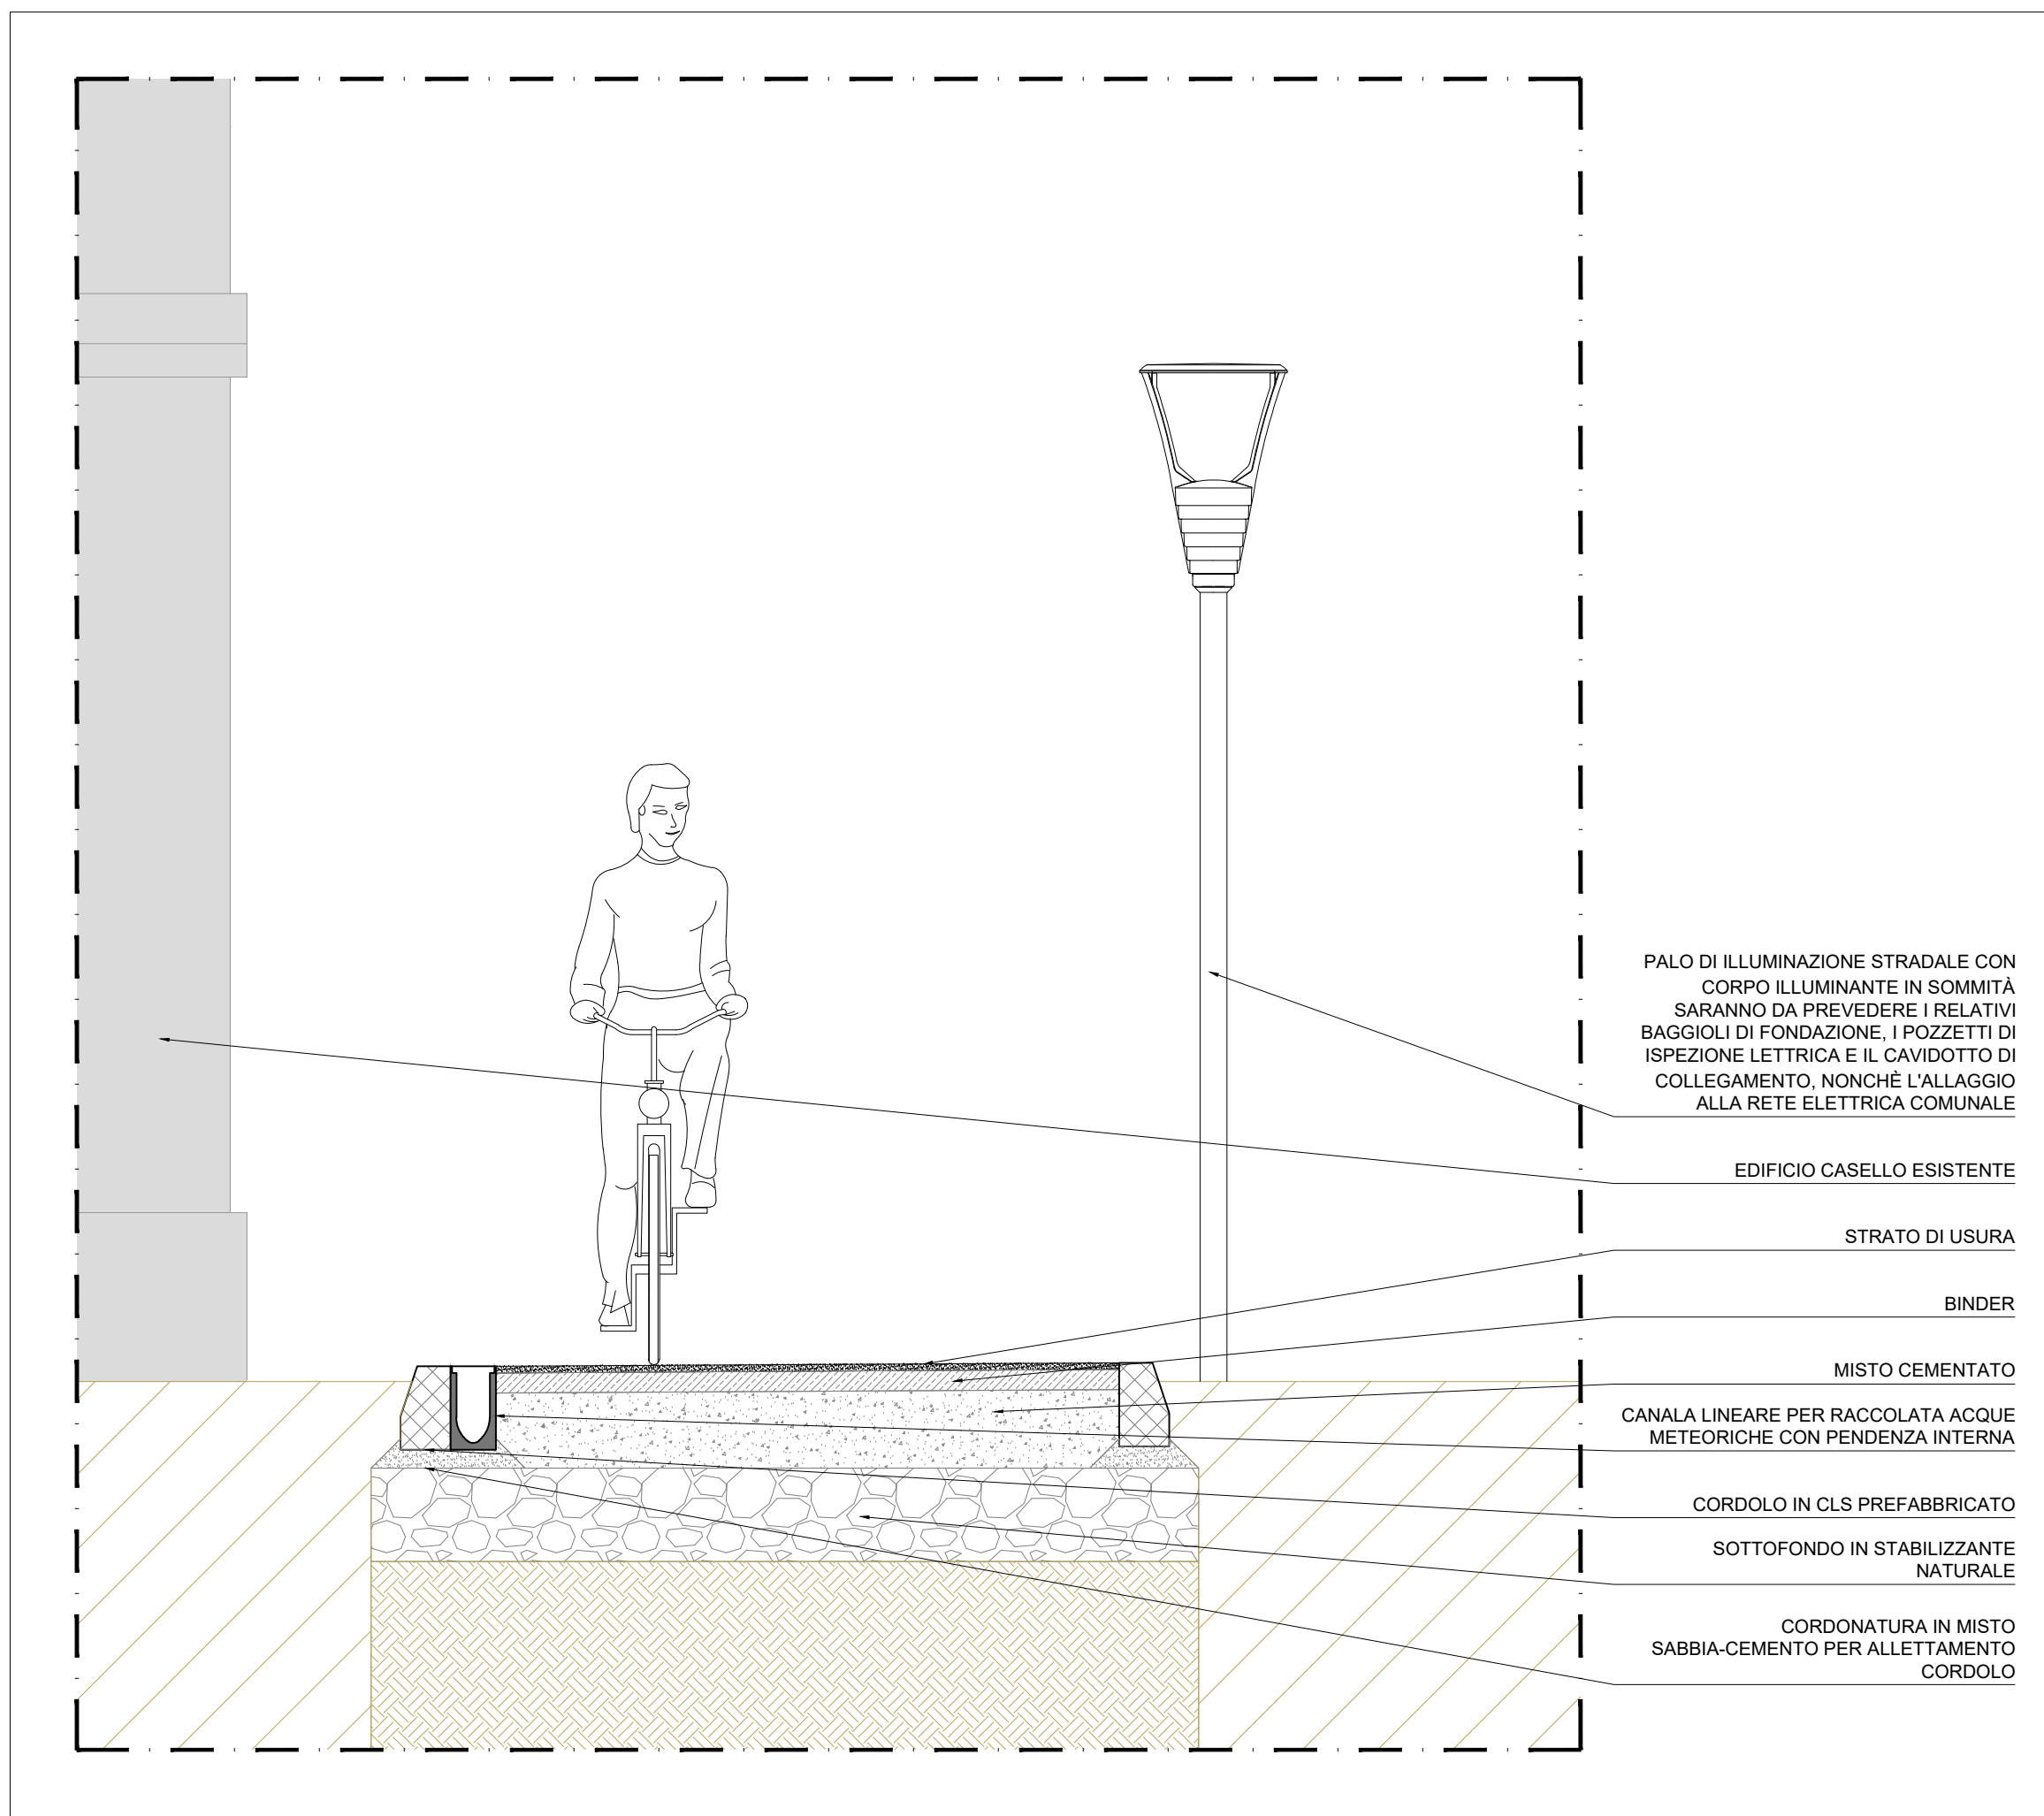 PALO DI ILLUMINAZIONE STRADALE CON
CORPO ILLUMINANTE IN SOMMITÀ
SARANNO DA PREVEDERE I RELATIVI
BAGGIOLI DI FONDAZIONE, I POZZETTI DI
ISPEZIONE LETTRICA E IL CAVIDOTTO DI
COLLEGAMENTO, NONCHÈ L'ALLAGGIO
ALLA RETE ELETTRICA COMUNALE
EDIFICIO CASELLO ESISTENTE
STRATO DI USURA
BINDER
MISTO CEMENTATO
CANALA LINEARE PER RACCOLATA ACQUE
METEORICHE CON PENDENZA INTERNA
CORDOLO IN CLS PREFABBRICATO
SOTTOFONDO IN STABILIZZANTE
NATURALE
CORDONATURA IN MISTO
SABBIA-CEMENTO PER ALLETTAMENTO
CORDOLO